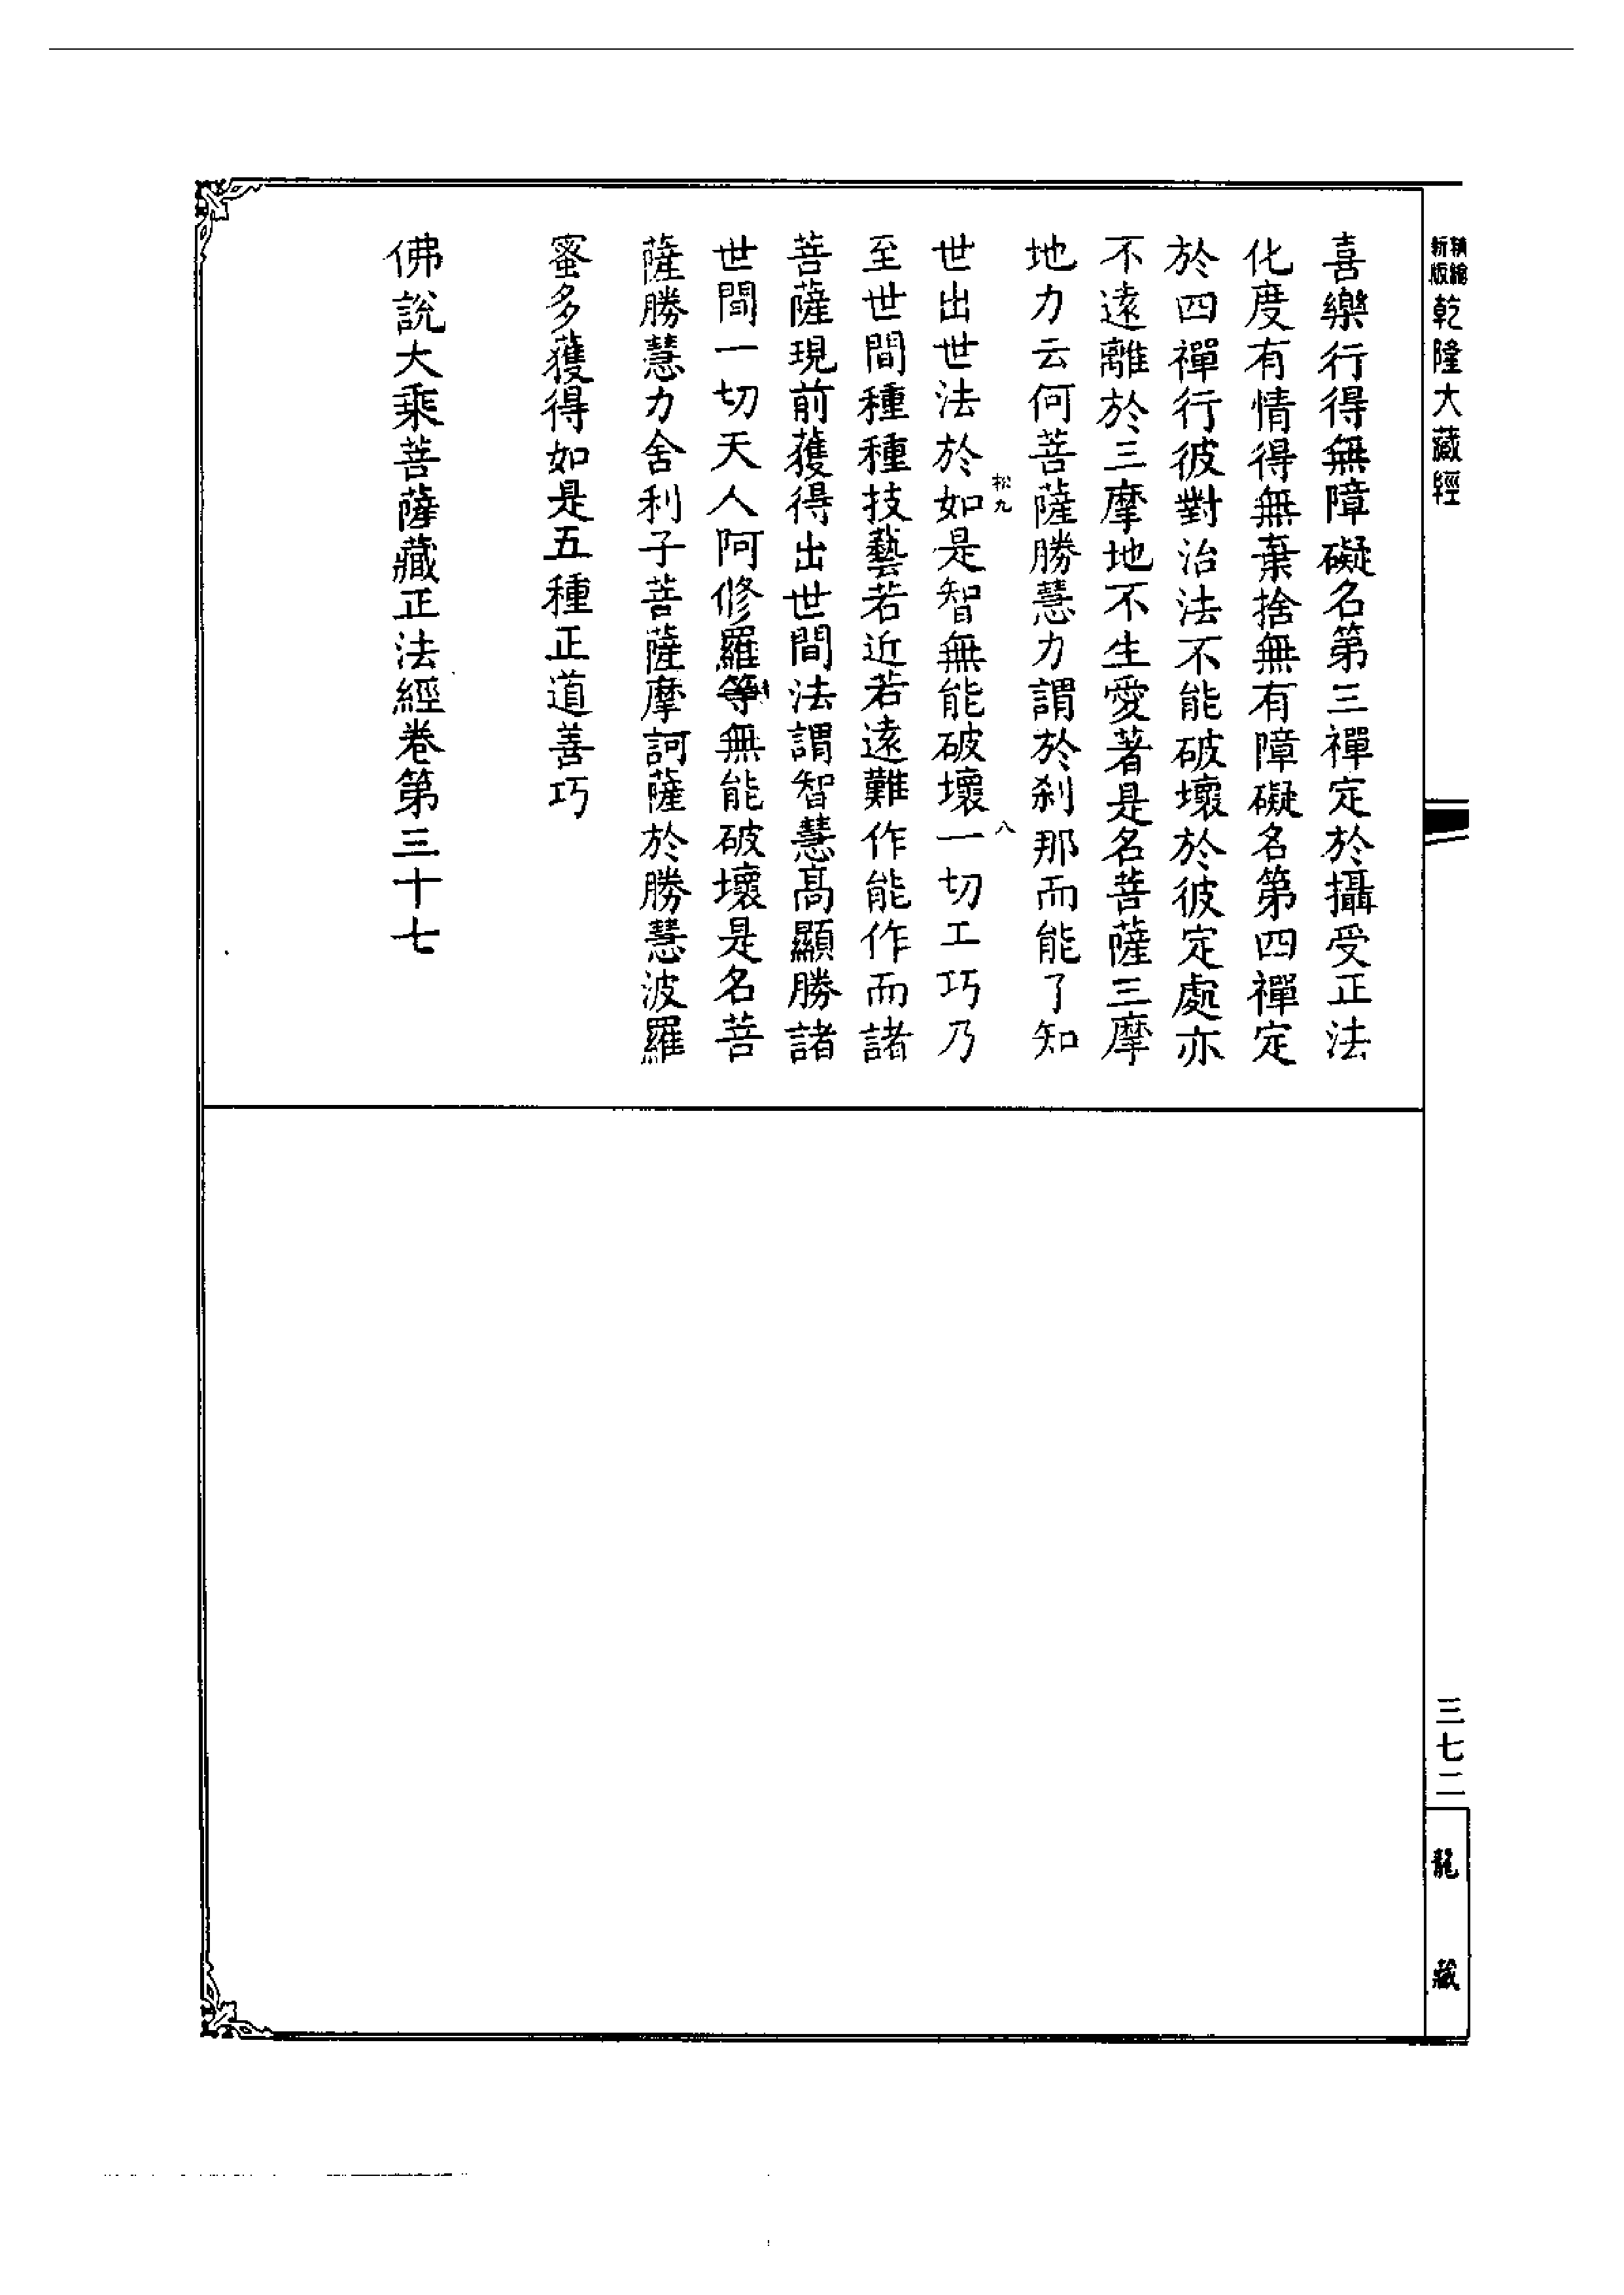 精繪
新版
乾隆大藏經
三七二
龍藏
喜樂行得無障礙名第三禪定於攝受正法
化度有情得無棄捨無有障礙名第四禪定
於四禪行彼對治法不能破壞於彼定處亦
不遠離於三摩地不生愛著是名菩薩三摩
地力云何菩薩勝慧力謂於剎那而能了知
松九
八
世出世法於如是智無能破壞一切工巧乃
至世間種種技藝若近若遠難作能作而諸
菩薩現前獲得出世間法謂智慧高顯勝諸
世間一切天人阿修羅等無能破壞是名菩
薩勝慧力舍利子菩薩摩訶薩於勝慧波羅
蜜多獲得如是五種正道善巧
佛說大乘菩薩藏正法經卷第三十七